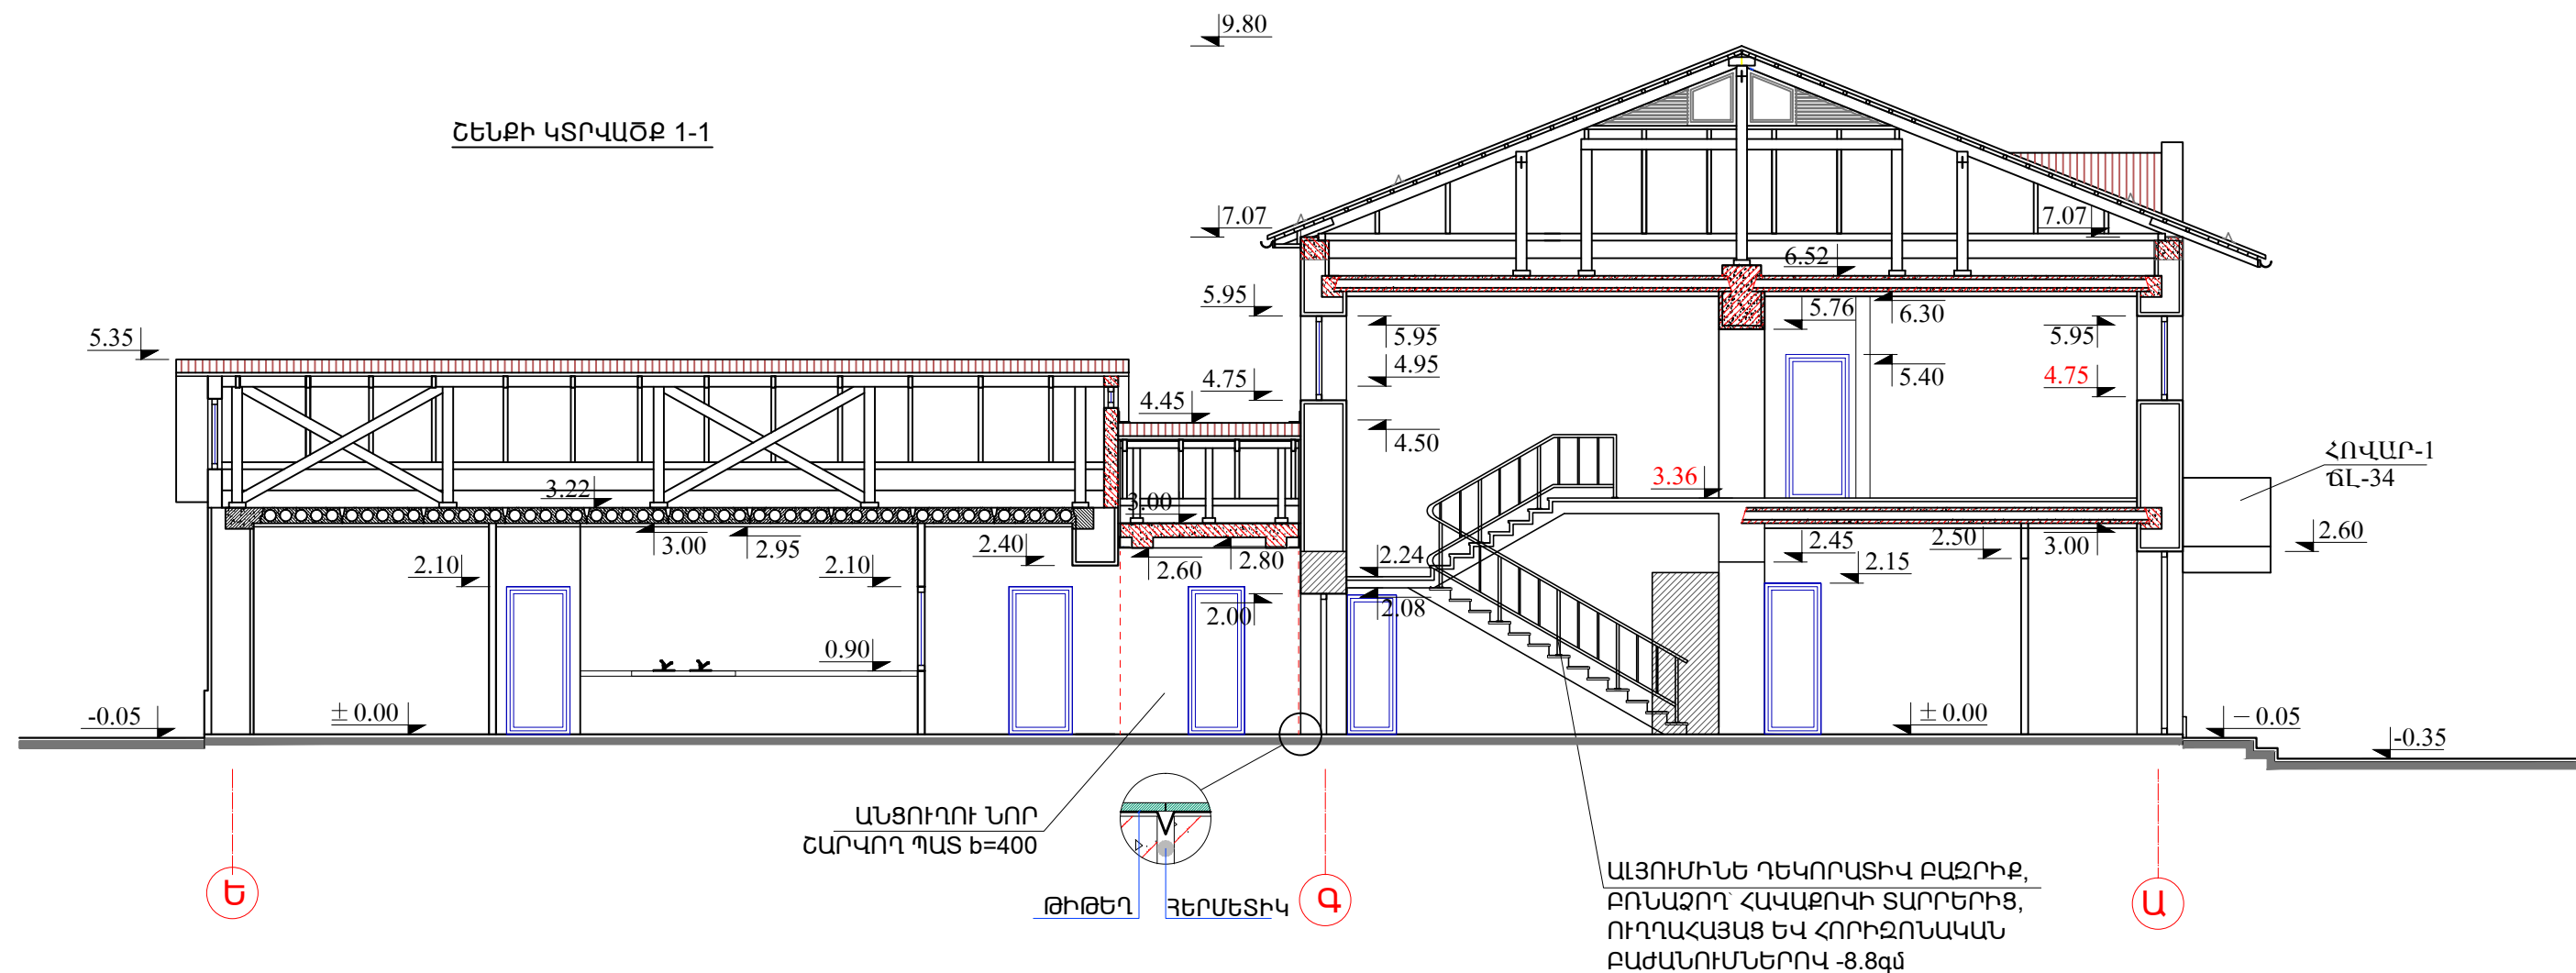 9.80
ՇԵՆՔԻ ԿՏՐՎԱԾՔ 1-1
7.07
7.07
6.52
5.95
5.76
6.30
5.95
5.95
5.35
4.95
5.40
4.75
4.75
4.45
4.50
ՀՈՎԱՐ-1
ՃԼ-34
3.36
3.22
3.00
3.00
2.95
2.40
2.60
2.80
2.24
2.45
2.50
3.00
2.60
2.10
2.10
2.15
2.00
2.08
0.90
-0.05
± 0.00
± 0.00
– 0.05
-0.35
ԱՆՑՈՒՂՈՒ ՆՈՐ
ՇԱՐՎՈՂ ՊԱՏ b=400
ԹԻԹԵՂ
ՀԵՐՄԵՏԻԿ
Ե
Գ
Ա
ԱԼՅՈՒՄԻՆԵ ԴԵԿՈՐԱՏԻՎ ԲԱԶՐԻՔ,
ԲՌՆԱՁՈՂ՝ ՀԱՎԱՔՈՎԻ ՏԱՐՐԵՐԻՑ,
ՈՒՂՂԱՀԱՅԱՑ ԵՎ ՀՈՐԻԶՈՆԱԿԱՆ
ԲԱԺԱՆՈՒՄՆԵՐՈՎ -8.8գմ